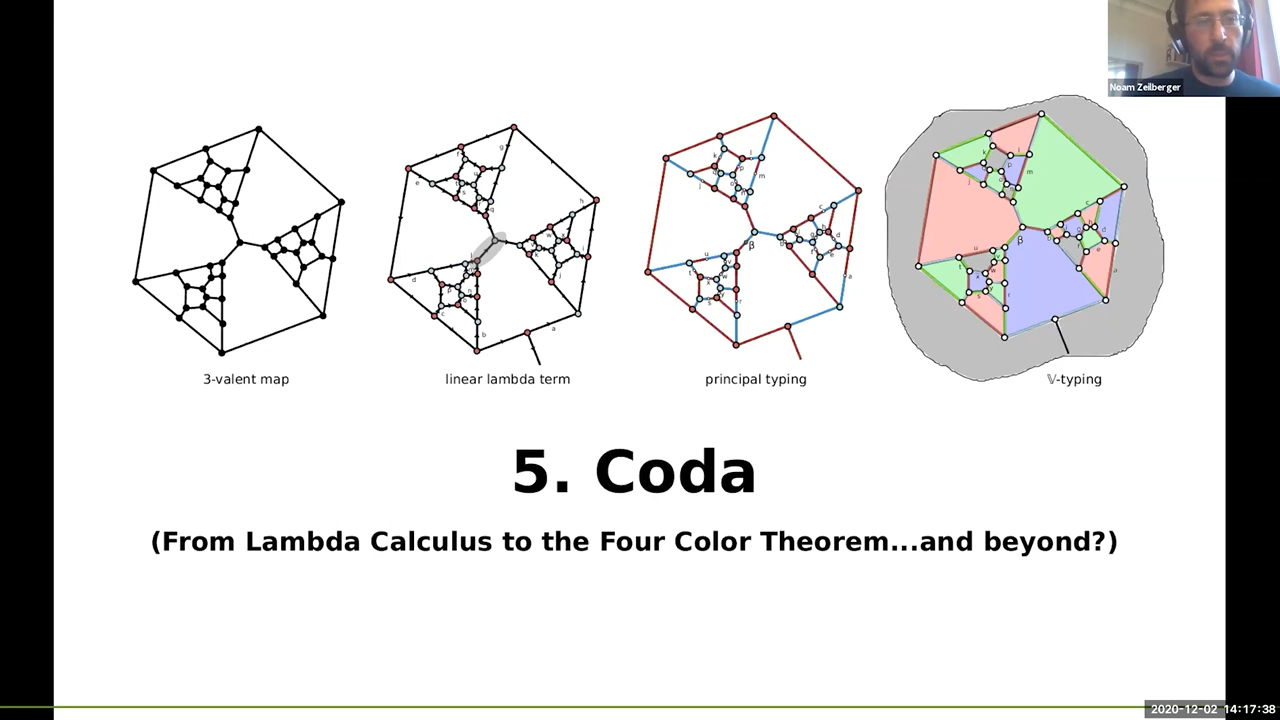 Noam Zeilberger
3-valent map
linear lambda term
principal typing
𝕍-typing
5. Coda
(From Lambda Calculus to the Four Color Theorem...and beyond?)
2020-12-02 14:17:38